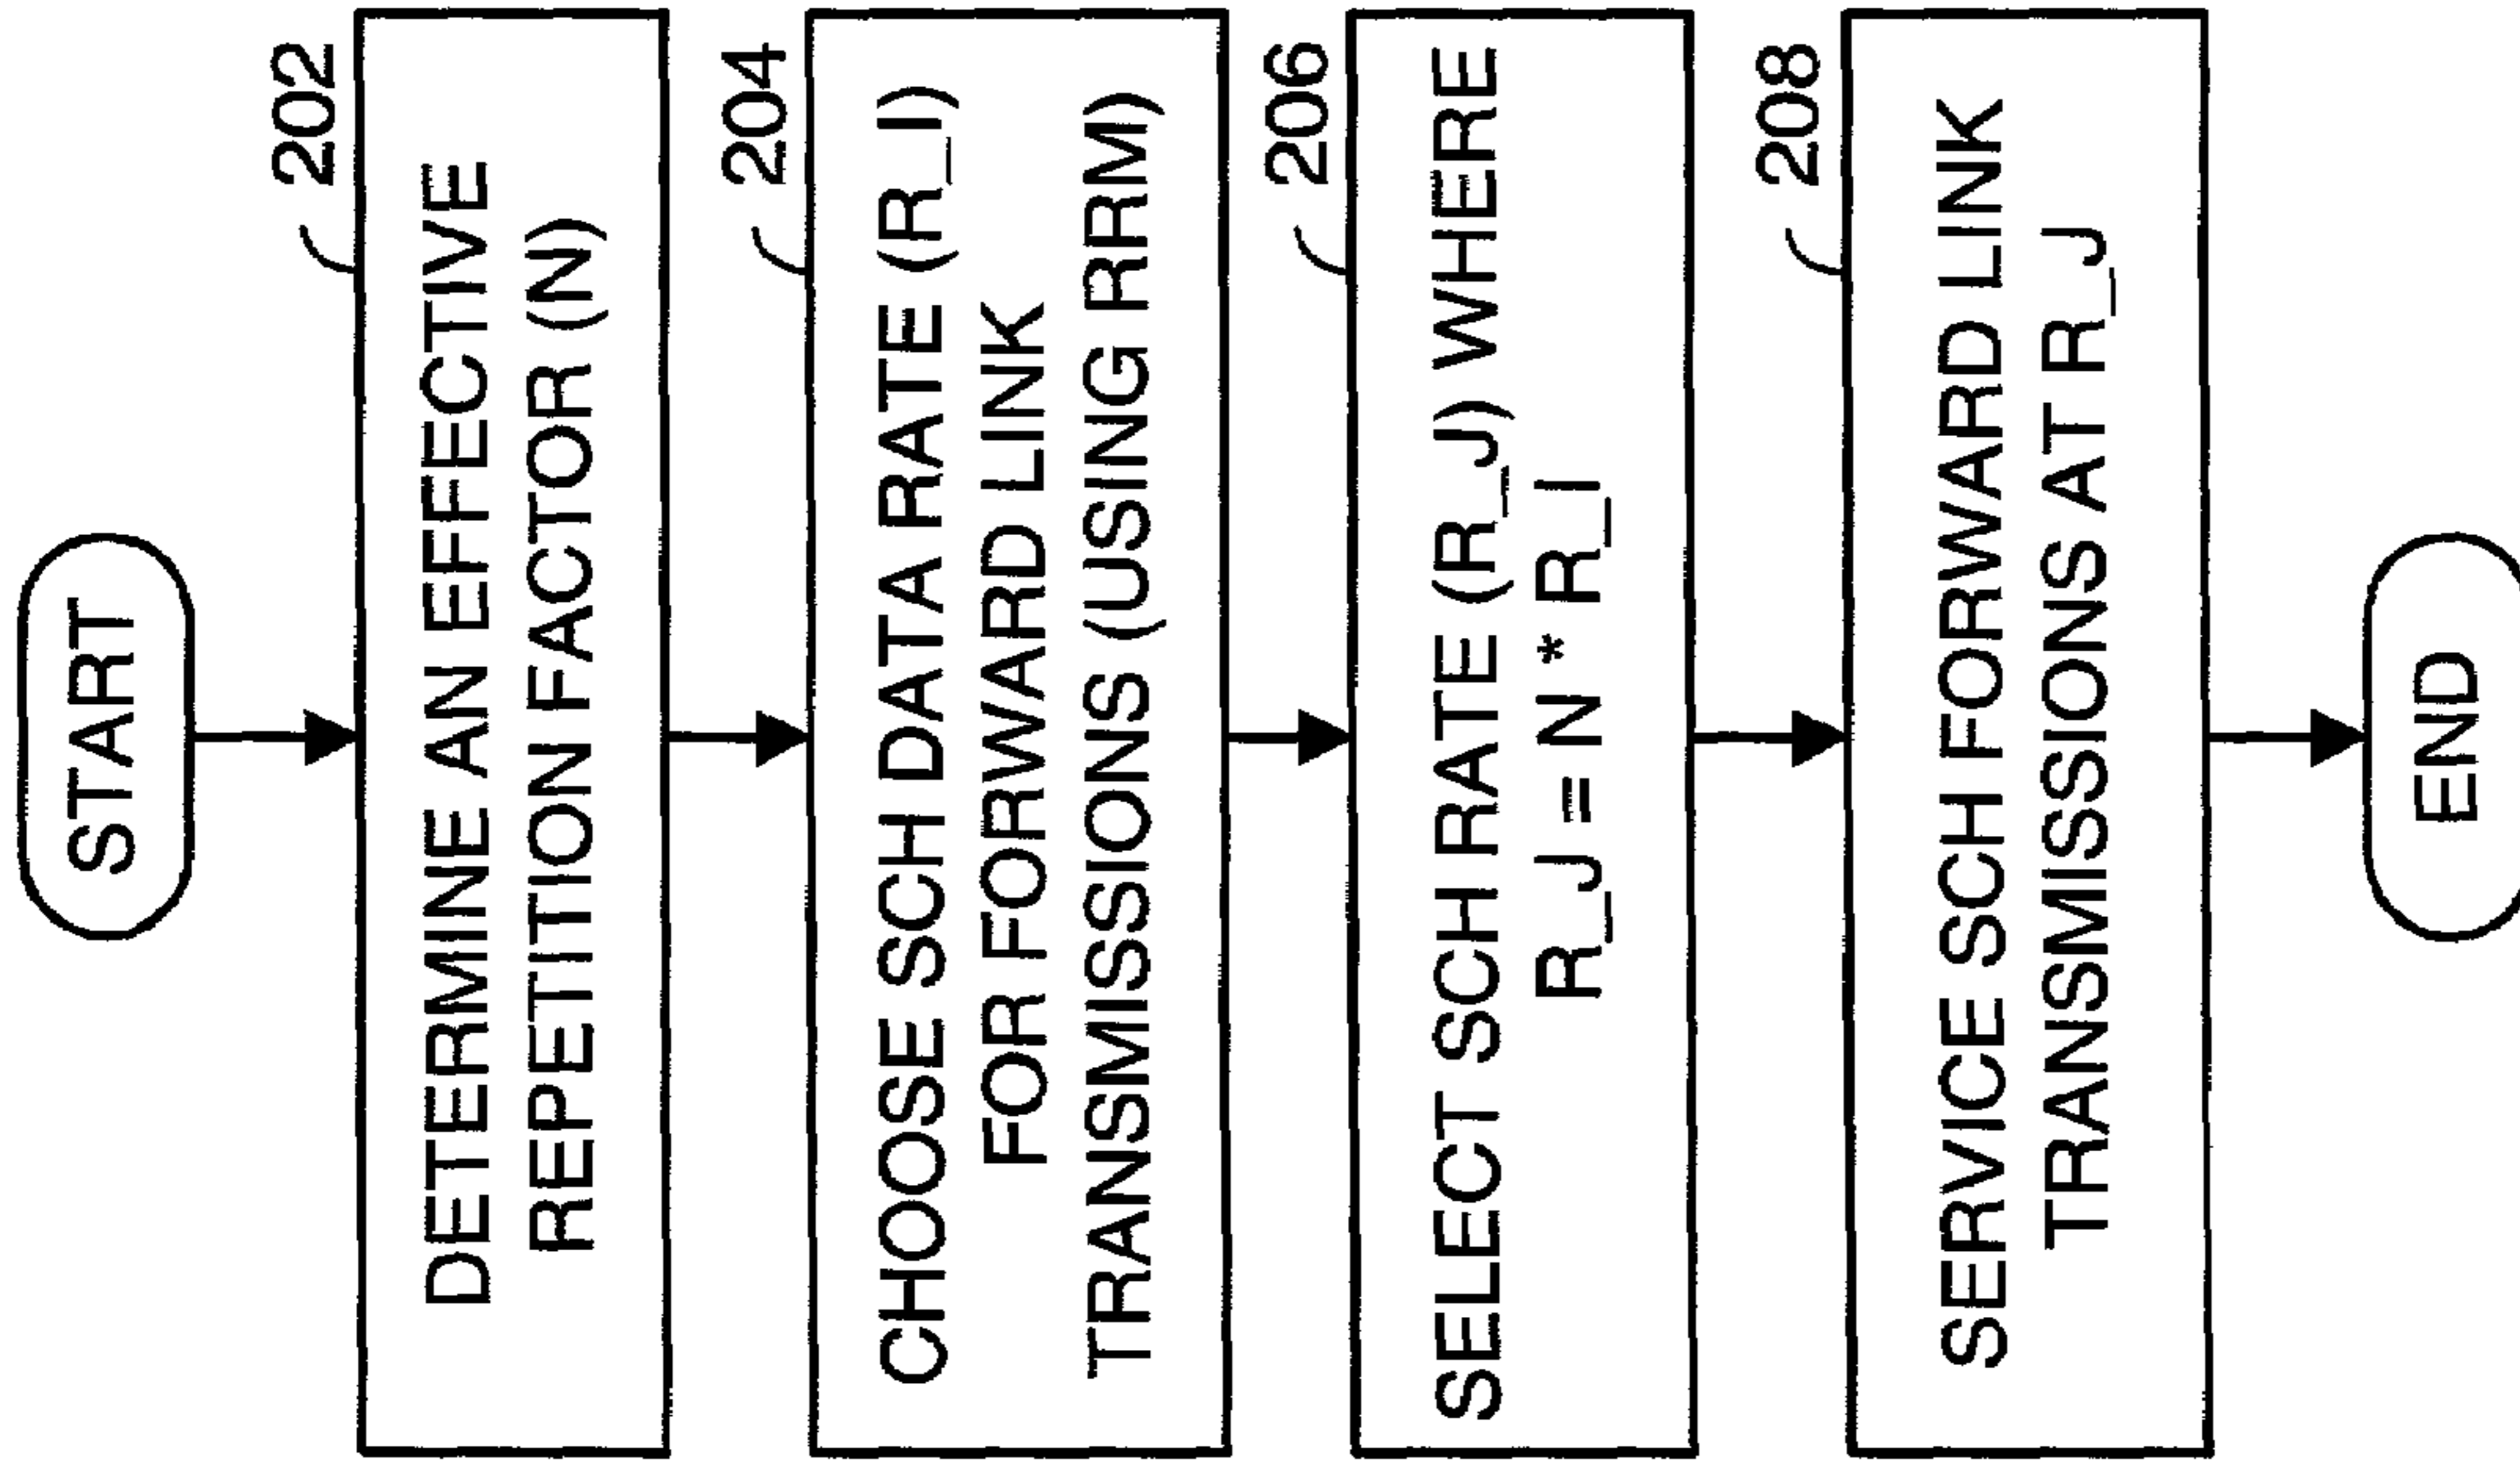 START
202
DETERMINE AN EFFECTIVE
REPETITION FACTOR (N)
204
CHOOSE SCH DATA RATE (R_I)
FOR FORWARD LINK
TRANSMISSIONS (USING RRM)
206
SELECT SCH RATE (R_J) WHERE
R_J = N * R_I
208
SERVICE SCH FORWARD LINK
TRANSMISSIONS AT R_J
END